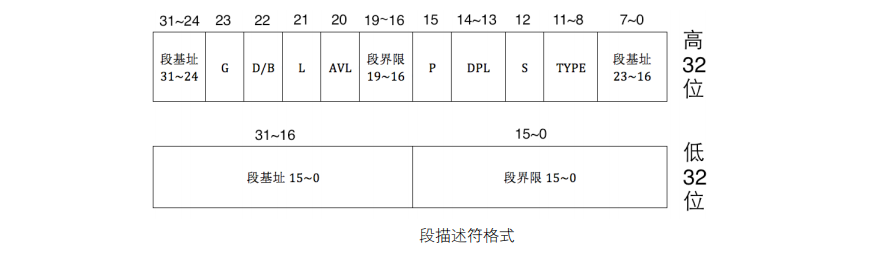 31~24 23 22 21 20 19~16 15 14~13 12 11~8 7~0
段基址 31~24 G D/B L AVL 段界限 19~16 P DPL S TYPE 段基址 23~16
高32位
31~16 15~0
段基址 15~0 段界限 15~0
低32位
段描述符格式